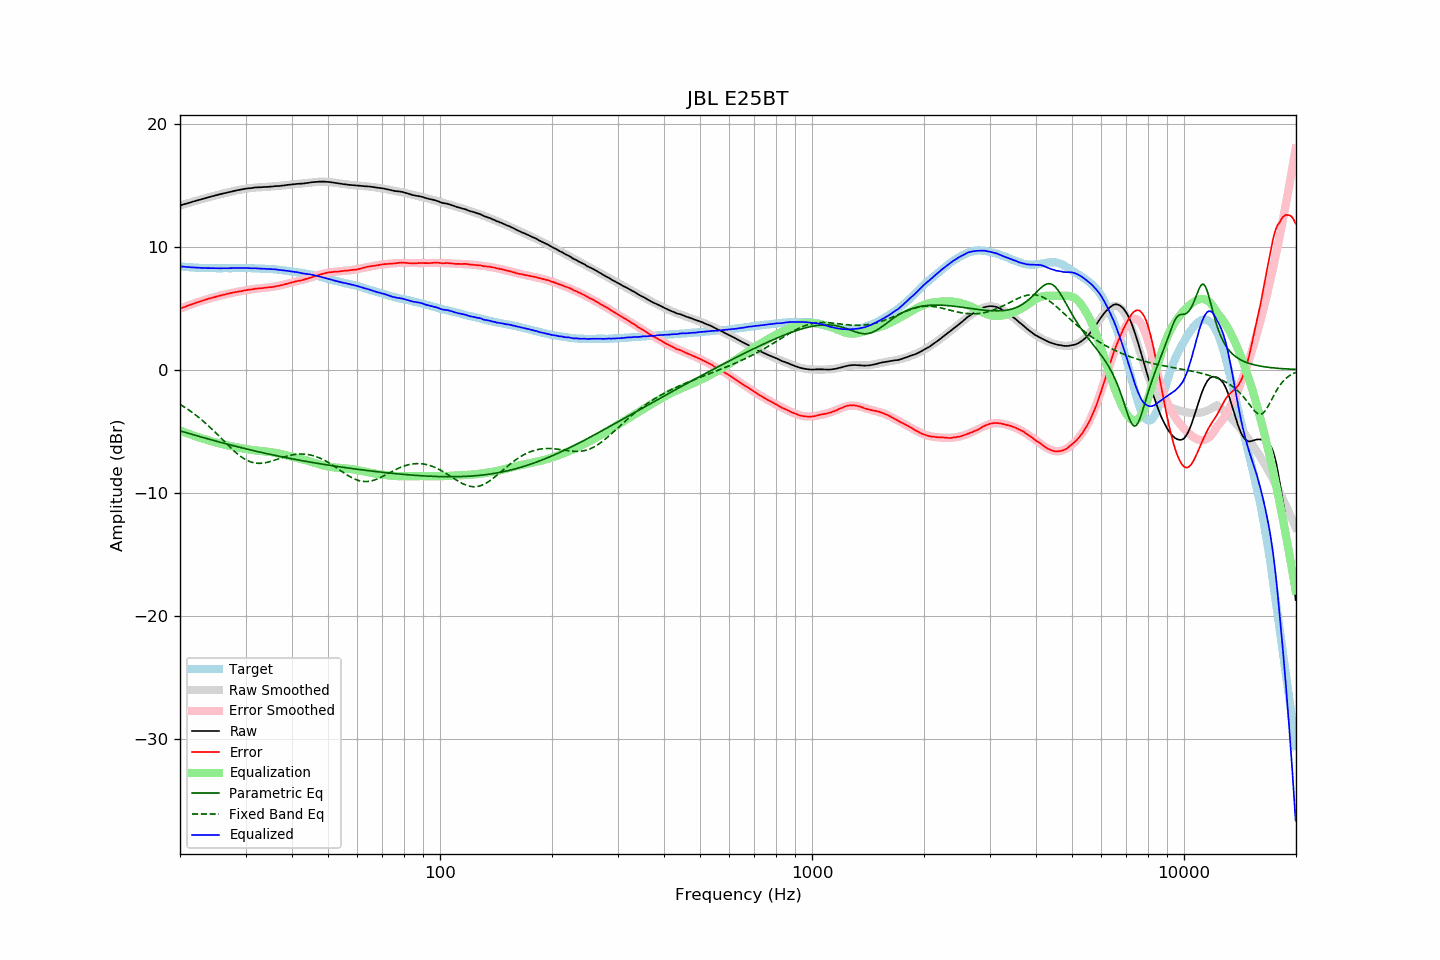 JBL E25BT
20
10
0
−10
−20
−30
Amplitude (dBr)
Target
Raw Smoothed
Error Smoothed
Raw
Error
Equalization
Parametric Eq
Fixed Band Eq
Equalized
100
1000
10000
Frequency (Hz)